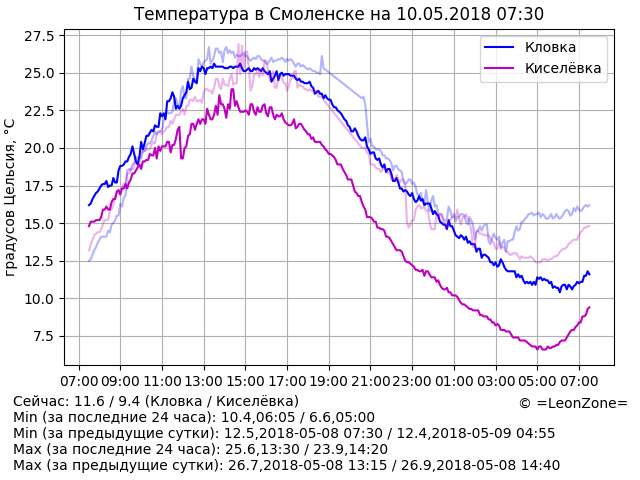 Температура в Смоленске на 10.05.2018 07:30
градусов Цельсия, °C
27.5
25.0
22.5
20.0
17.5
15.0
12.5
10.0
7.5
Кловка
Киселёвка
07:00 09:00 11:00 13:00 15:00 17:00 19:00 21:00 23:00 01:00 03:00 05:00 07:00
Сейчас: 11.6 / 9.4 (Кловка / Киселёвка)
© =LeonZone=
Min (за последние 24 часа): 10.4,06:05 / 6.6,05:00
Min (за предыдущие сутки): 12.5,2018-05-08 07:30 / 12.4,2018-05-09 04:55
Max (за последние 24 часа): 25.6,13:30 / 23.9,14:20
Max (за предыдущие сутки): 26.7,2018-05-08 13:15 / 26.9,2018-05-08 14:40